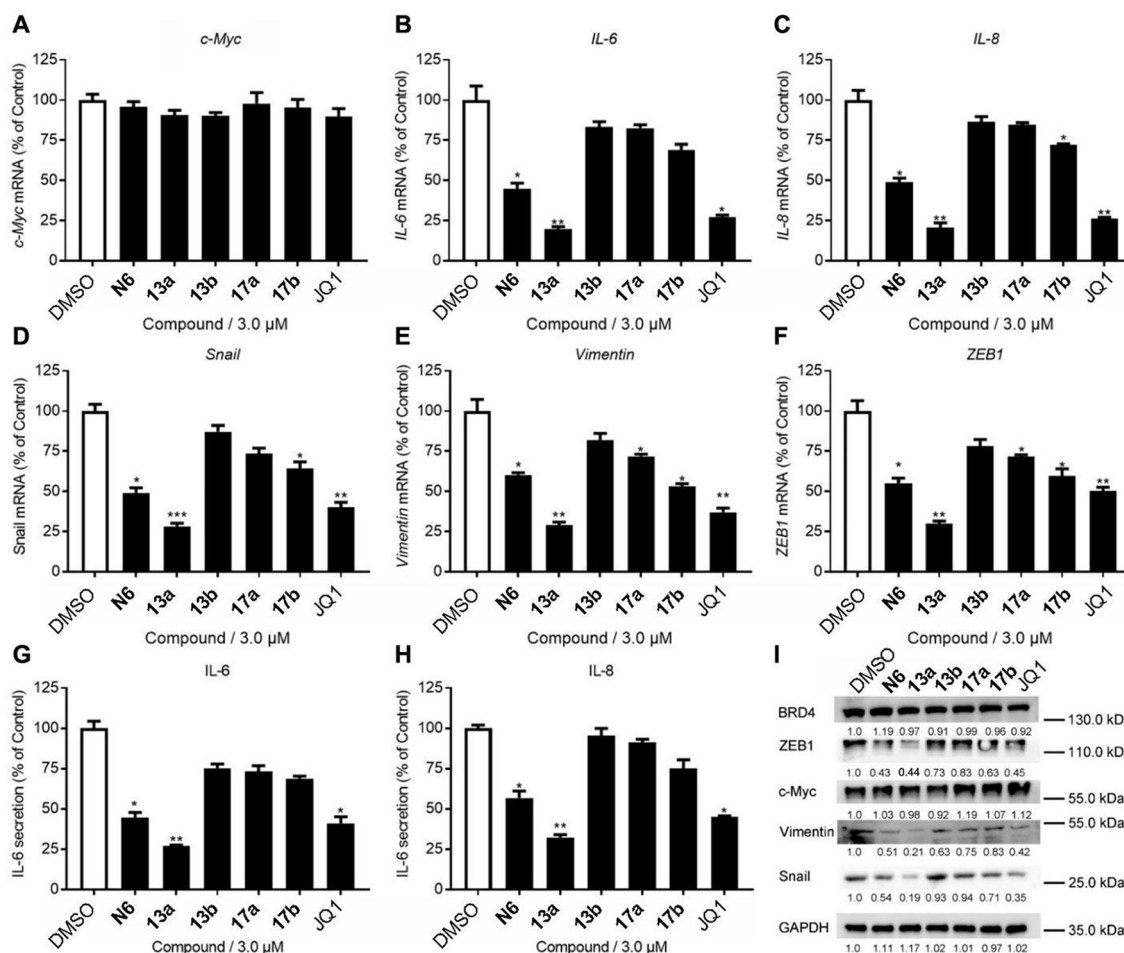 A
c-Myc
c-Myc mRNA (% of Control)
125
100
75
50
25
0
DMSO N6 13a 13b 17a 17b JQ1
Compound / 3.0 µM
B
IL-6
IL-6 mRNA (% of Control)
125
100
75
50
25
0
* ** *
DMSO N6 13a 13b 17a 17b JQ1
Compound / 3.0 µM
C
IL-8
IL-8 mRNA (% of Control)
125
100
75
50
25
0
* ** * **
DMSO N6 13a 13b 17a 17b JQ1
Compound / 3.0 µM
D
Snail
Snail mRNA (% of Control)
125
100
75
50
25
0
* *** * **
DMSO N6 13a 13b 17a 17b JQ1
Compound / 3.0 µM
E
Vimentin
Vimentin mRNA (% of Control)
125
100
75
50
25
0
* ** * * **
DMSO N6 13a 13b 17a 17b JQ1
Compound / 3.0 µM
F
ZEB1
ZEB1 mRNA (% of Control)
125
100
75
50
25
0
* ** * * **
DMSO N6 13a 13b 17a 17b JQ1
Compound / 3.0 µM
G
IL-6
IL-6 secretion (% of Control)
125
100
75
50
25
0
* ** *
DMSO N6 13a 13b 17a 17b JQ1
Compound / 3.0 µM
H
IL-8
IL-6 secretion (% of Control)
125
100
75
50
25
0
* ** *
DMSO N6 13a 13b 17a 17b JQ1
Compound / 3.0 µM
I
DMSO N6 13a 13b 17a 17b JQ1
BRD4
130.0 kD
1.0 1.19 0.97 0.91 0.99 0.96 0.92
ZEB1
110.0 kDa
1.0 0.43 0.44 0.73 0.83 0.63 0.45
c-Myc
55.0 kDa
1.0 1.03 0.98 0.92 1.19 1.07 1.12
55.0 kDa
Vimentin
1.0 0.51 0.21 0.63 0.75 0.83 0.42
Snail
25.0 kDa
1.0 0.54 0.19 0.93 0.94 0.71 0.35
GAPDH
35.0 kDa
1.0 1.11 1.17 1.02 1.01 0.97 1.02